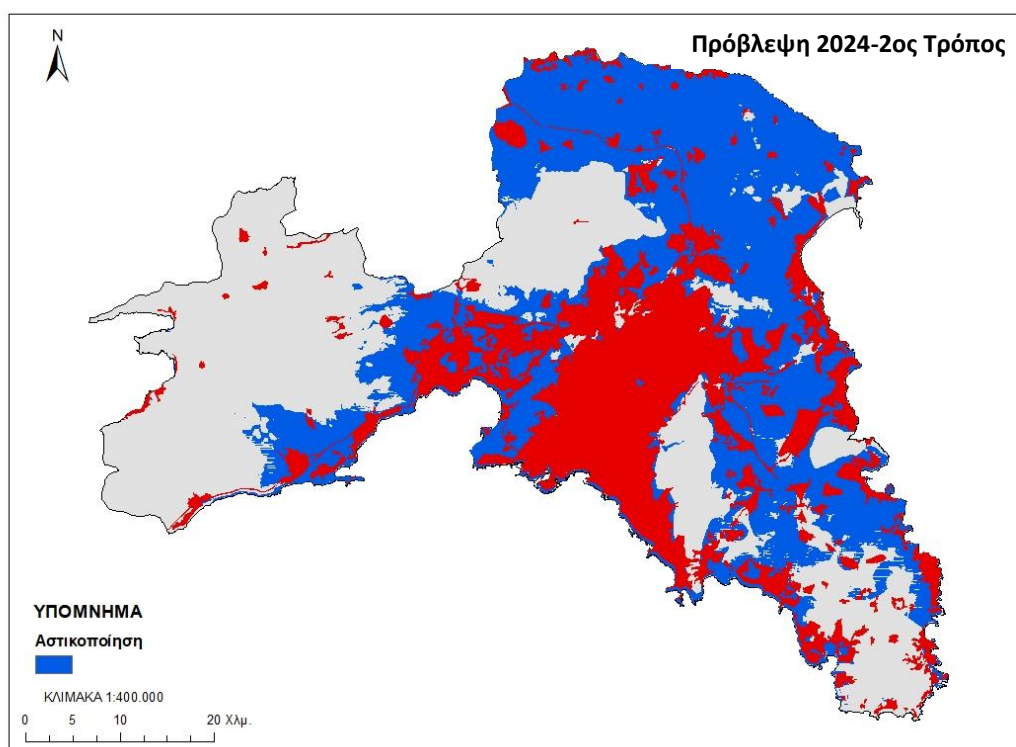 N
Πρόβλεψη 2024-2ος Τρόπος
ΥΠΟΜΝΗΜΑ
Αστικοποίηση
ΚΛΙΜΑΚΑ 1:400.000
0 5 10 20 Χλμ.